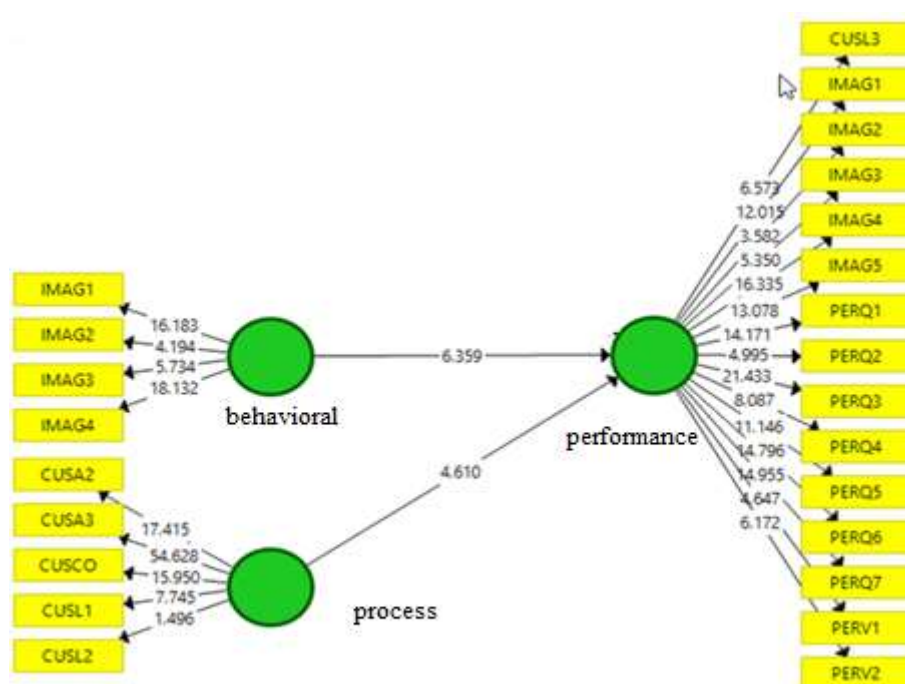 CUSL3
IMAG1
IMAG2
IMAG3
IMAG4
IMAG5
PERQ1
PERQ2
PERQ3
PERQ4
PERQ5
PERQ6
PERQ7
PERV1
PERV2
6.573
12.015
3.582
5.350
16.335
13.078
14.171
4.995
21.433
8.087
11.146
14.796
14.955
4.647
6.172
IMAG1
IMAG2
IMAG3
IMAG4
16.183
4.194
5.734
18.132
behavioral
6.359
performance
4.610
CUSA2
CUSA3
CUSCO
CUSL1
CUSL2
17.415
54.628
15.950
7.745
1.496
process